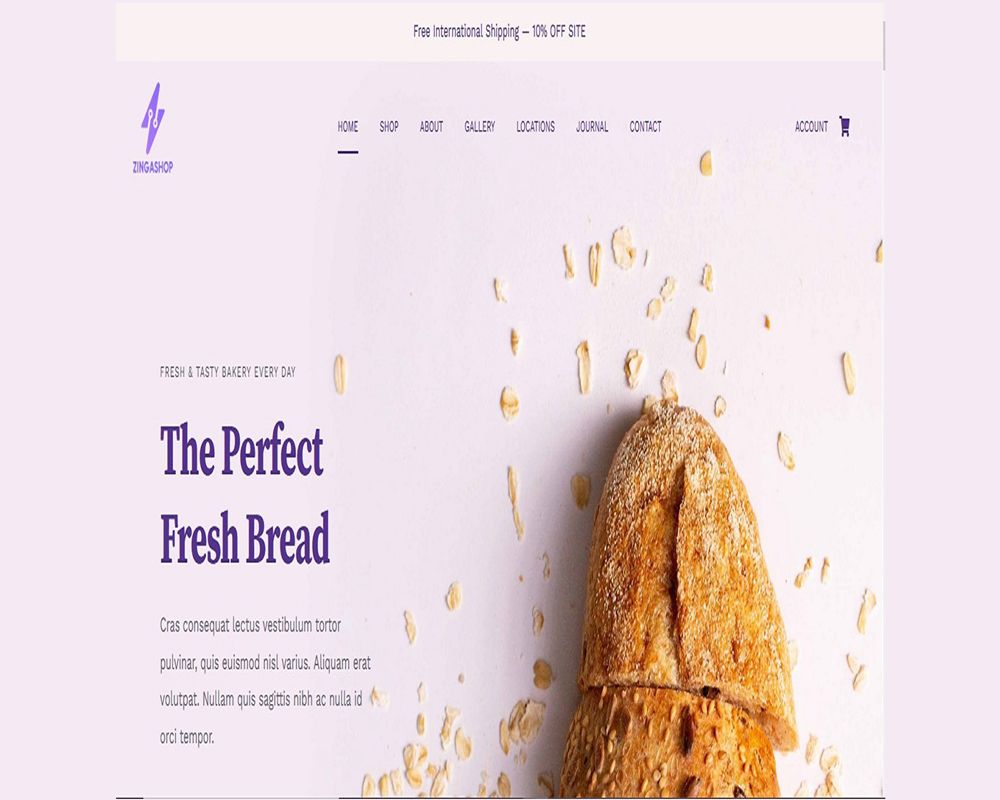 Free International Shipping — 10% OFF SITE
ZINGASHOP
HOME SHOP ABOUT GALLERY LOCATIONS JOURNAL CONTACT ACCOUNT
FRESH & TASTY BAKERY EVERY DAY
The Perfect
Fresh Bread
Cras consequat lectus vestibulum tortor
pulvinar, quis euismod nisl varius. Aliquam erat
volutpat. Nullam quis sagittis nibh ac nulla id
orci tempor.